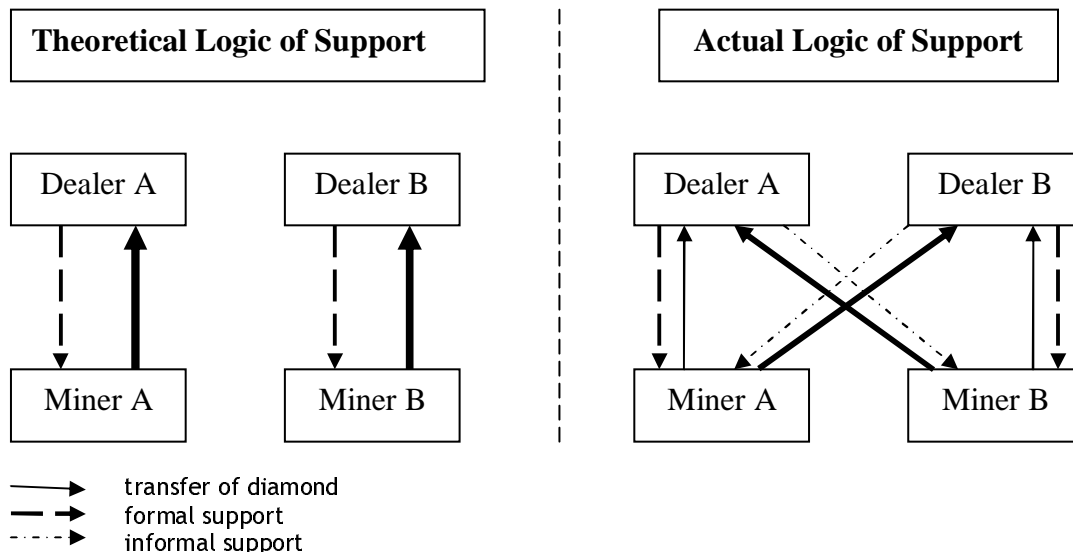 Theoretical Logic of Support
Actual Logic of Support
Dealer A
Dealer B
Dealer A
Dealer B
Miner A
Miner B
Miner A
Miner B
transfer of diamond
formal support
informal support